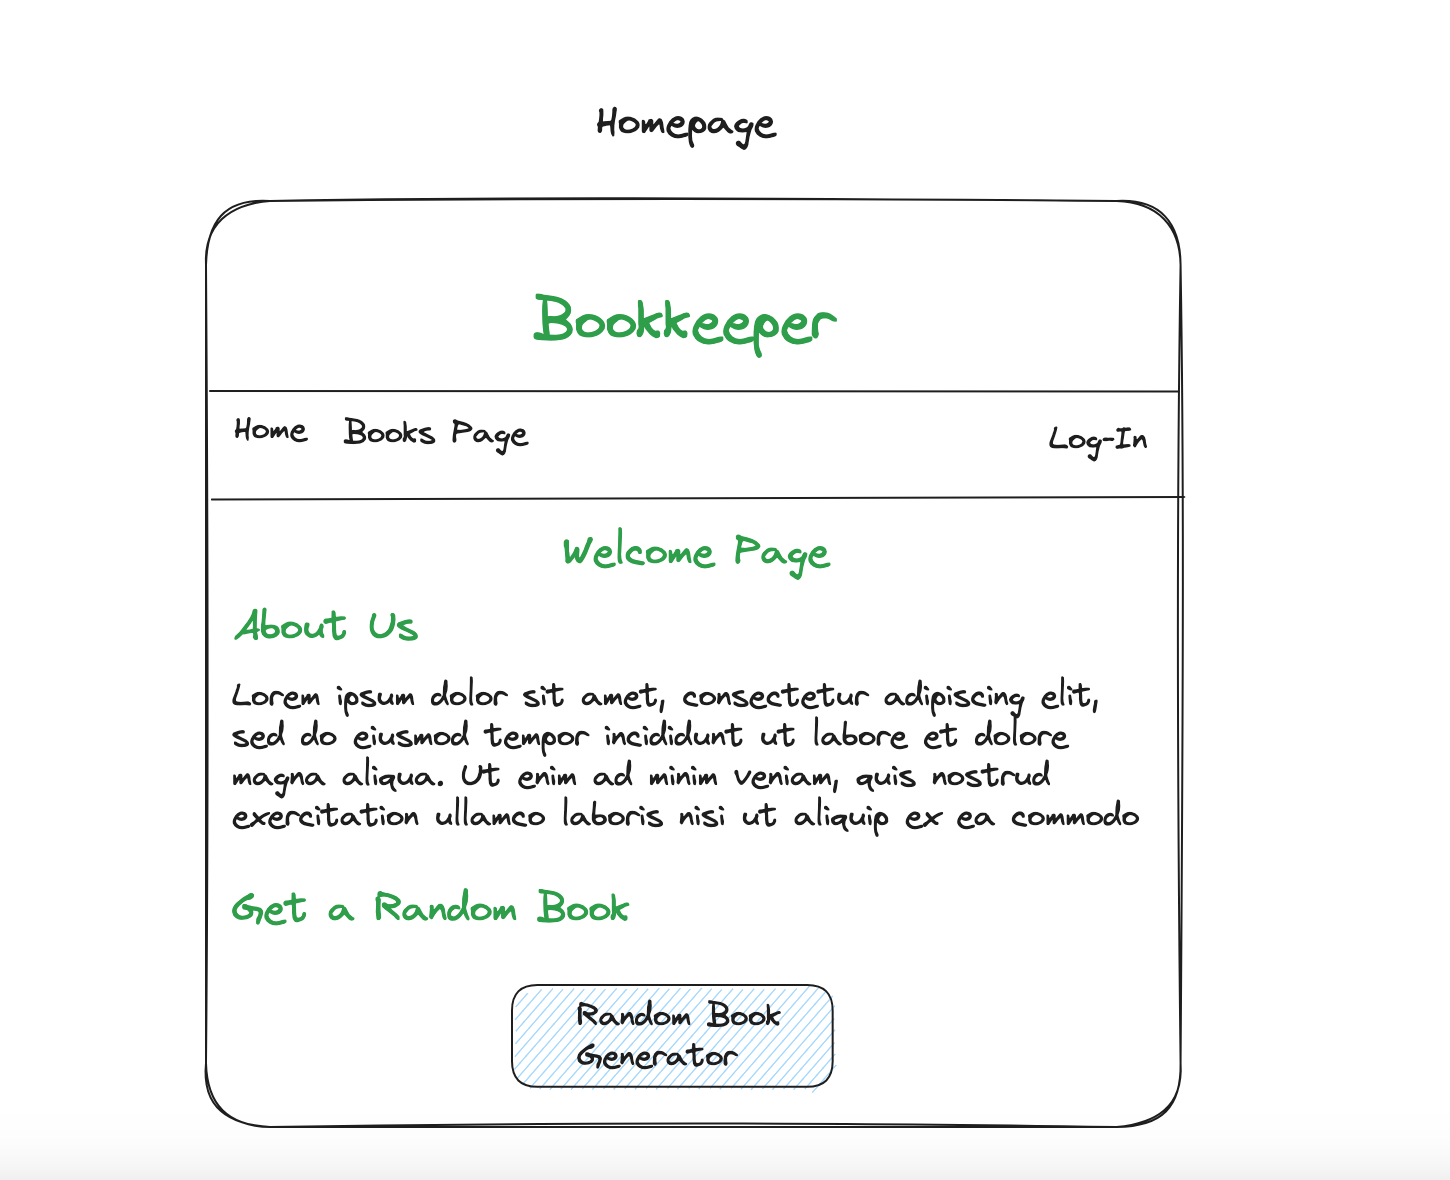 Homepage
Bookkeeper
Home Books Page Log-In
Welcome Page
About Us
Lorem ipsum dolor sit amet, consectetur adipiscing elit,
sed do eiusmod tempor incididunt ut labore et dolore
magna aliqua. Ut enim ad minim veniam, quis nostrud
exercitation ullamco laboris nisi ut aliquip ex ea commodo
Get a Random Book
Random Book
Generator